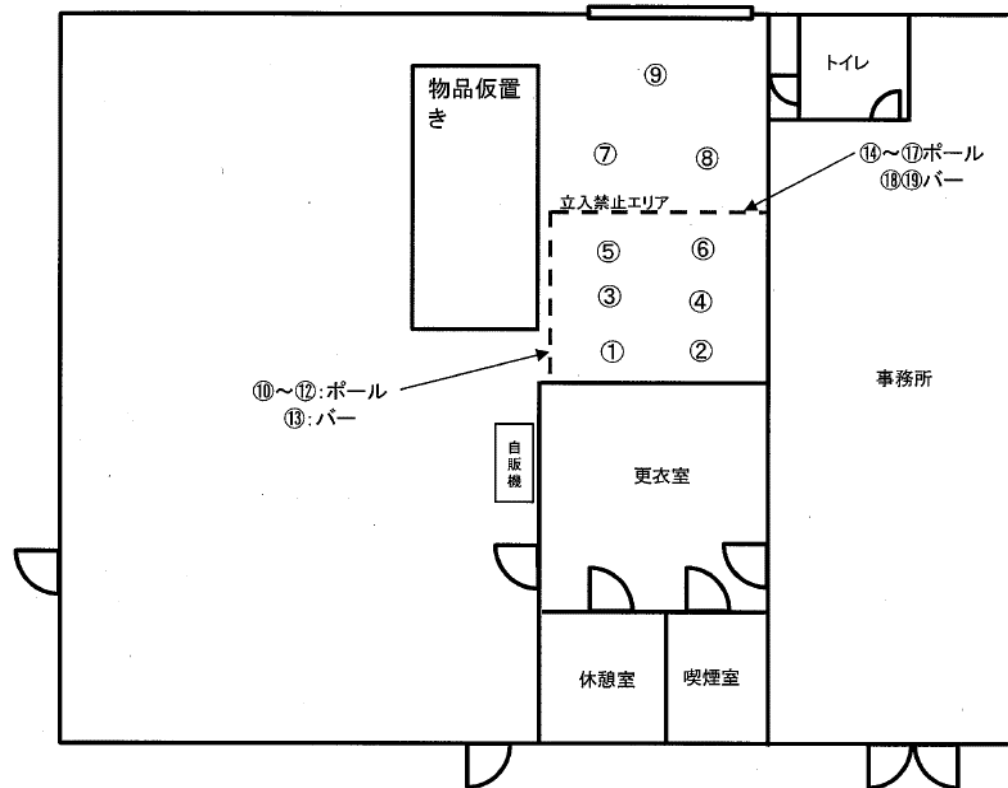 トイレ
物品仮置
き
⑨
⑦
⑧
⑭~⑰ポール
⑱⑲バー
立入禁止エリア
⑤
⑥
③
④
①
②
⑩~⑫:ポール
⑬:バー
事務所
自販機
更衣室
休憩室
喫煙室